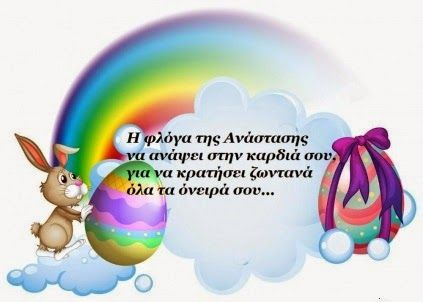 Η φλόγα της Ανάστασης
να ανάψει στην καρδιά σου,
για να κρατήσει ζωντανά
όλα τα όνειρά σου...